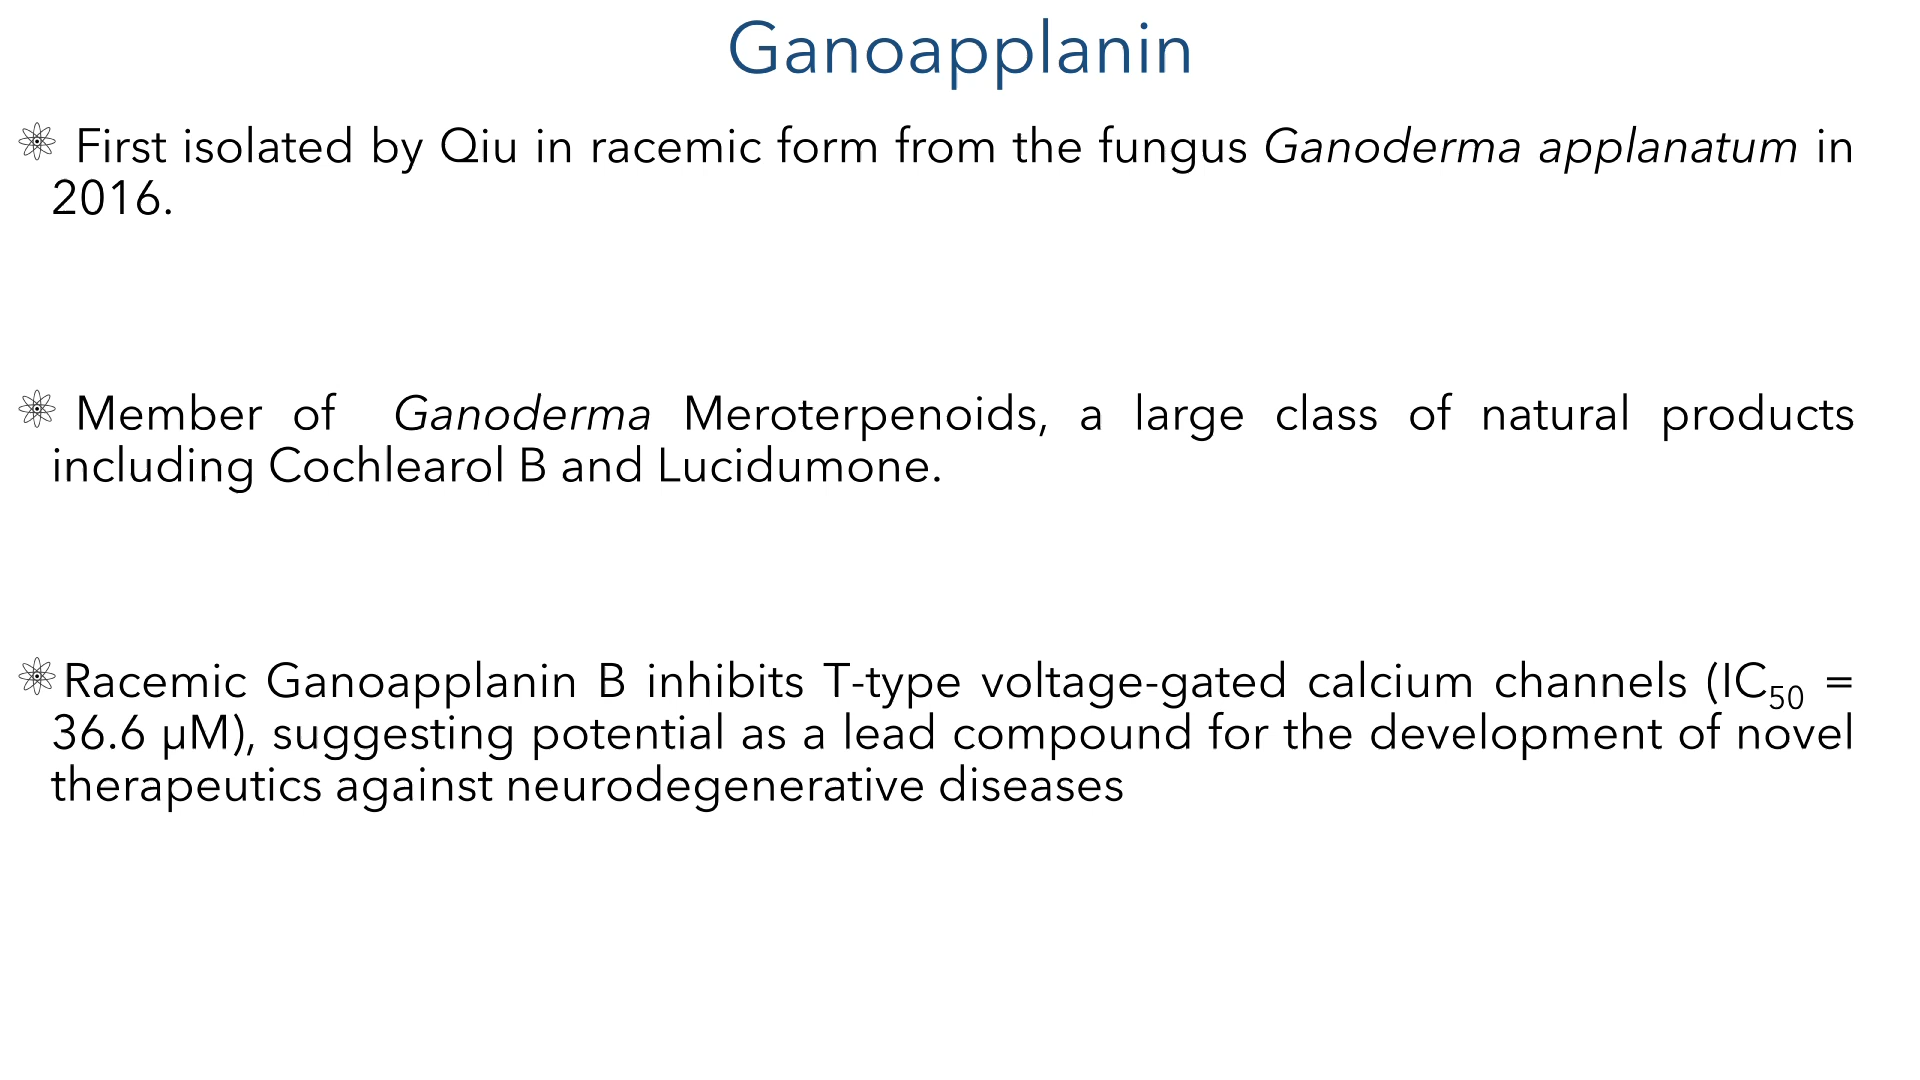 Ganoapplanin
First isolated by Qiu in racemic form from the fungus Ganoderma applanatum in
2016.
Member of Ganoderma Meroterpenoids, a large class of natural products
including Cochlearol B and Lucidumone.
Racemic Ganoapplanin B inhibits T-type voltage-gated calcium channels (IC50 =
36.6 μM), suggesting potential as a lead compound for the development of novel
therapeutics against neurodegenerative diseases